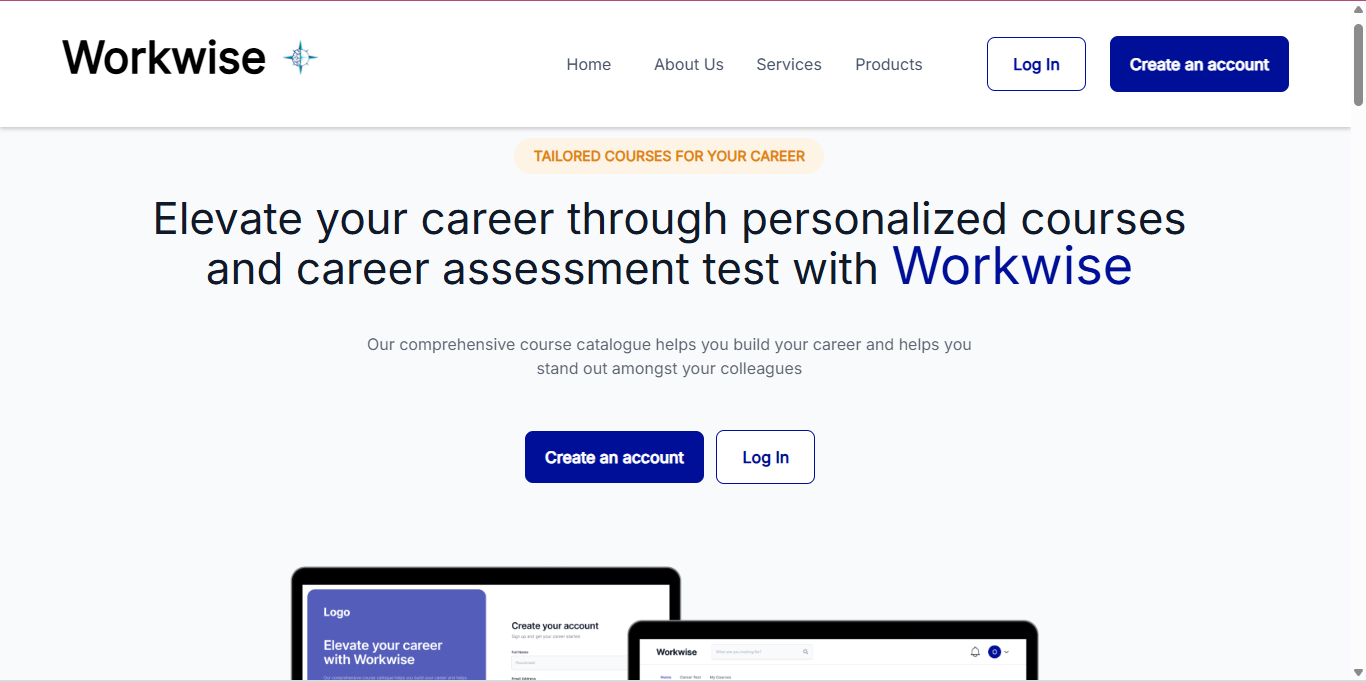 Workwise
Home About Us Services Products Log In Create an account
TAILORED COURSES FOR YOUR CAREER
Elevate your career through personalized courses
and career assessment test with Workwise
Our comprehensive course catalogue helps you build your career and helps you
stand out amongst your colleagues
Create an account Log In
Logo
Elevate your career
with Workwise
Create your account
Sign up and get your career started
Full Name
Email Address
Workwise
What are you looking for?
Home Career Test My Courses